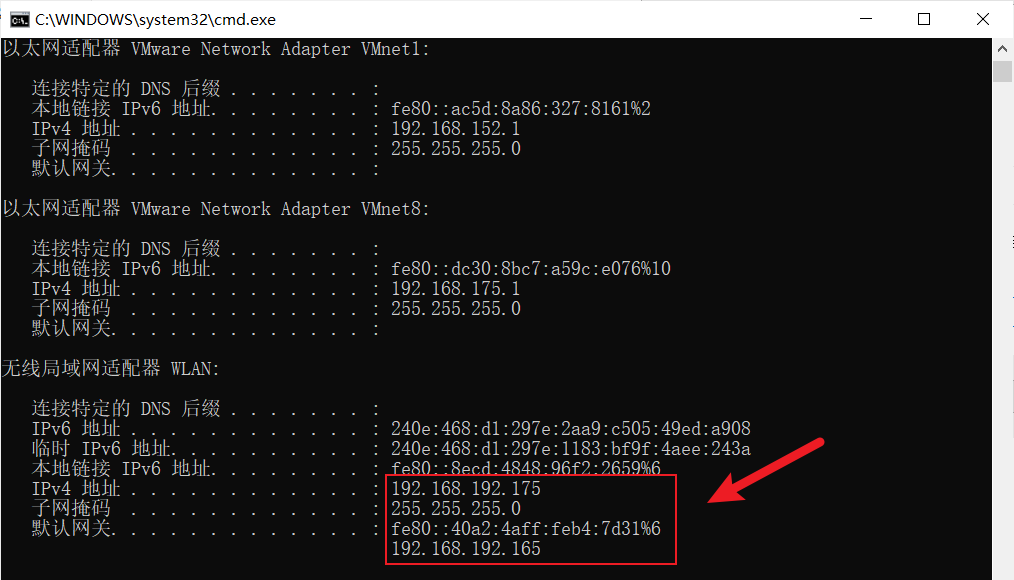 C:\WINDOWS\system32\cmd.exe
以太网适配器 VMware Network Adapter VMnet1:
连接特定的 DNS 后缀 . . . . . . . :
本地链接 IPv6 地址. . . . . . . . : fe80::ac5d:8a86:327:8161%2
IPv4 地址 . . . . . . . . . . . . : 192.168.152.1
子网掩码 . . . . . . . . . . . . : 255.255.255.0
默认网关. . . . . . . . . . . . . :
以太网适配器 VMware Network Adapter VMnet8:
连接特定的 DNS 后缀 . . . . . . . :
本地链接 IPv6 地址. . . . . . . . : fe80::dc30:8bc7:a59c:e076%10
IPv4 地址 . . . . . . . . . . . . : 192.168.175.1
子网掩码 . . . . . . . . . . . . : 255.255.255.0
默认网关. . . . . . . . . . . . . :
无线局域网适配器 WLAN:
连接特定的 DNS 后缀 . . . . . . . :
IPv6 地址 . . . . . . . . . . . . : 240e:468:d1:297e:2aa9:c505:49ed:a908
临时 IPv6 地址. . . . . . . . . . : 240e:468:d1:297e:1183:bf9f:4aee:243a
本地链接 IPv6 地址. . . . . . . . : fe80::8ecd:4848:96f2:2659%6
IPv4 地址 . . . . . . . . . . . . : 192.168.192.175
子网掩码 . . . . . . . . . . . . : 255.255.255.0
默认网关. . . . . . . . . . . . . : fe80::40a2:4aff:feb4:7d31%6
192.168.192.165